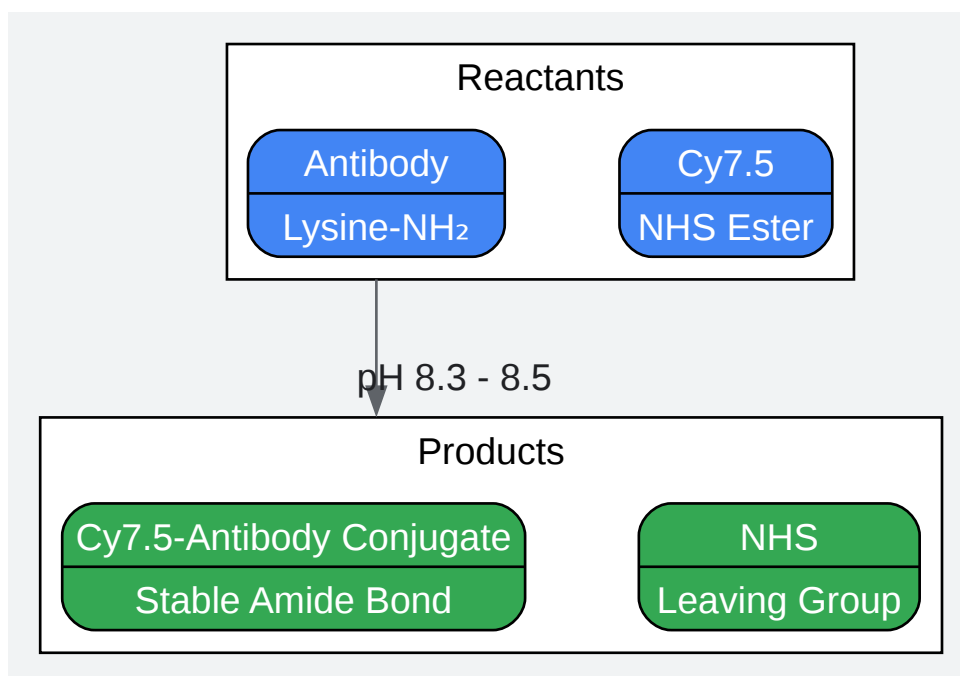 Reactants
Antibody
Lysine-NH₂
Cy7.5
NHS Ester
pH 8.3 - 8.5
Products
Cy7.5-Antibody Conjugate
Stable Amide Bond
NHS
Leaving Group